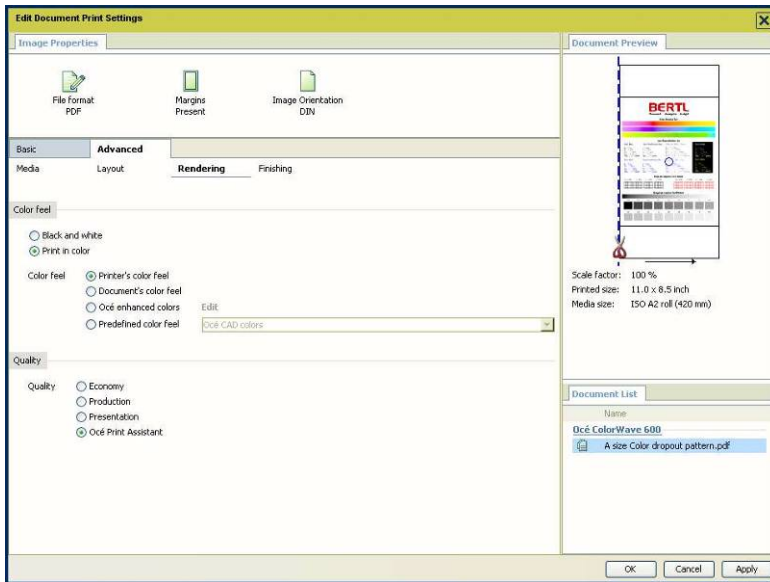 Edit Document Print Settings
Image Properties
File format
PDF
Margins
Present
Image Orientation
DIN
Basic
Advanced
Media
Layout
Rendering
Finishing
Color feel
Black and white
Print in color
Color feel
Printer's color feel
Document's color feel
Océ enhanced colors
Edit
Predefined color feel
Océ CAD colors
Quality
Quality
Economy
Production
Presentation
Océ Print Assistant
Document Preview
BERTL
Scale factor: 100 %
Printed size: 11.0 x 8.5 inch
Media size: ISO A2 roll (420 mm)
Document List
Name
Océ ColorWave 600
A size Color dropout pattern.pdf
OK
Cancel
Apply